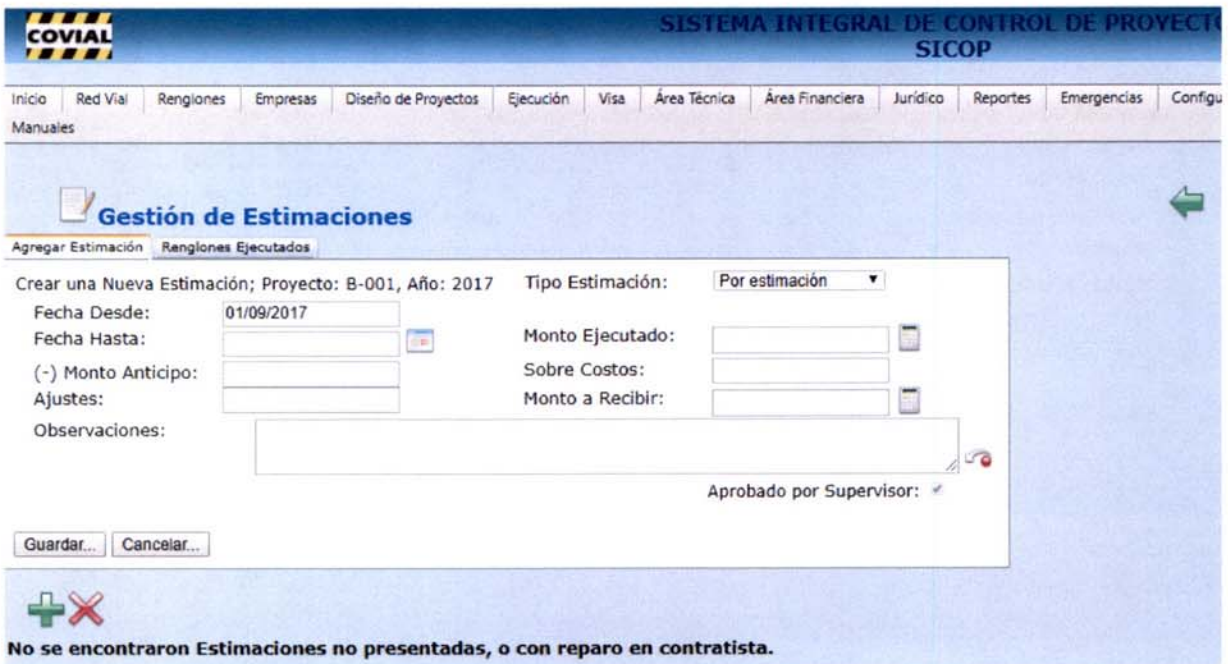 COVIAL
SISTEMA INTEGRAL DE CONTROL DE PROYECTO
SICOP
Inicio Red Vial Renglones Empresas Diseño de Proyectos Ejecución Visa Área Técnica Área Financiera Jurídico Reportes Emergencias Configu
Manuales
Gestión de Estimaciones
Agregar Estimación Renglones Ejecutados
Crear una Nueva Estimación; Proyecto: B-001, Año: 2017 Tipo Estimación: Por estimación
Fecha Desde: 01/09/2017
Fecha Hasta: Monto Ejecutado:
(-) Monto Anticipo: Sobre Costos:
Ajustes: Monto a Recibir:
Observaciones:
Aprobado por Supervisor:
Guardar... Cancelar...
No se encontraron Estimaciones no presentadas, o con reparo en contratista.